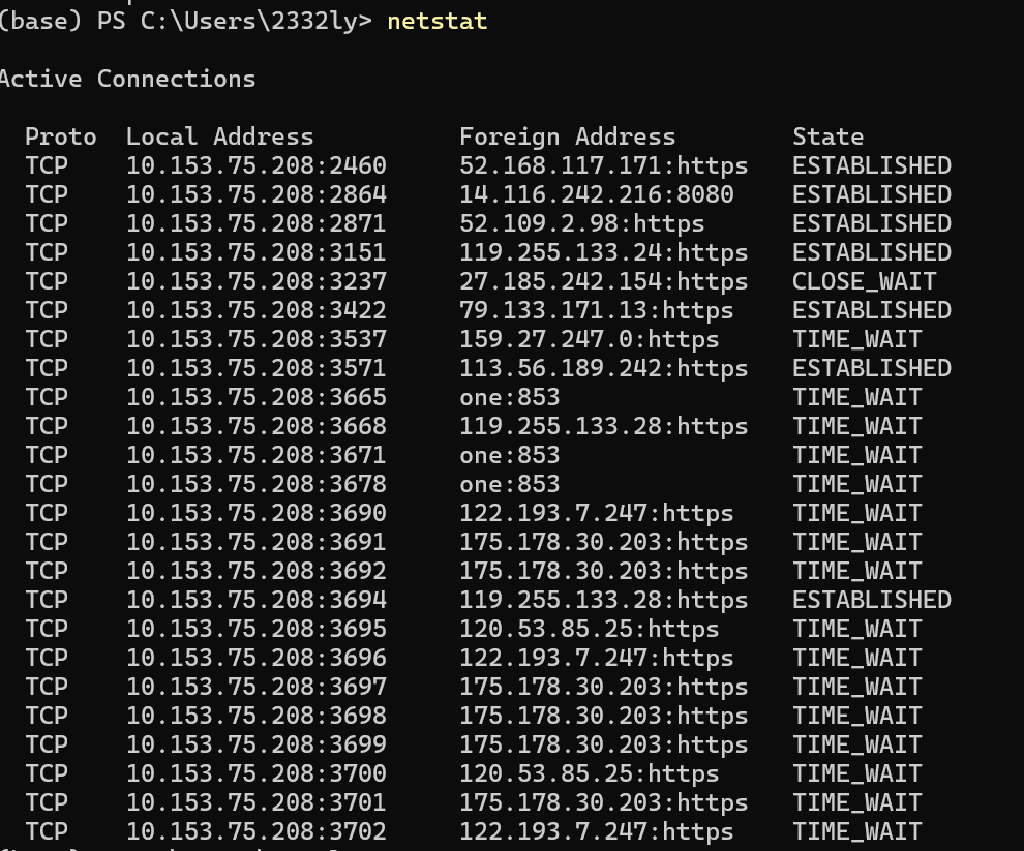 (base) PS C:\Users\2332ly> netstat
Active Connections
Proto Local Address Foreign Address State
TCP 10.153.75.208:2460 52.168.117.171:https ESTABLISHED
TCP 10.153.75.208:2864 14.116.242.216:8080 ESTABLISHED
TCP 10.153.75.208:2871 52.109.2.98:https ESTABLISHED
TCP 10.153.75.208:3151 119.255.133.24:https ESTABLISHED
TCP 10.153.75.208:3237 27.185.242.154:https CLOSE_WAIT
TCP 10.153.75.208:3422 79.133.171.13:https ESTABLISHED
TCP 10.153.75.208:3537 159.27.247.0:https TIME_WAIT
TCP 10.153.75.208:3571 113.56.189.242:https ESTABLISHED
TCP 10.153.75.208:3665 one:853 TIME_WAIT
TCP 10.153.75.208:3668 119.255.133.28:https TIME_WAIT
TCP 10.153.75.208:3671 one:853 TIME_WAIT
TCP 10.153.75.208:3678 one:853 TIME_WAIT
TCP 10.153.75.208:3690 122.193.7.247:https TIME_WAIT
TCP 10.153.75.208:3691 175.178.30.203:https TIME_WAIT
TCP 10.153.75.208:3692 175.178.30.203:https TIME_WAIT
TCP 10.153.75.208:3694 119.255.133.28:https ESTABLISHED
TCP 10.153.75.208:3695 120.53.85.25:https TIME_WAIT
TCP 10.153.75.208:3696 122.193.7.247:https TIME_WAIT
TCP 10.153.75.208:3697 175.178.30.203:https TIME_WAIT
TCP 10.153.75.208:3698 175.178.30.203:https TIME_WAIT
TCP 10.153.75.208:3699 175.178.30.203:https TIME_WAIT
TCP 10.153.75.208:3700 120.53.85.25:https TIME_WAIT
TCP 10.153.75.208:3701 175.178.30.203:https TIME_WAIT
TCP 10.153.75.208:3702 122.193.7.247:https TIME_WAIT